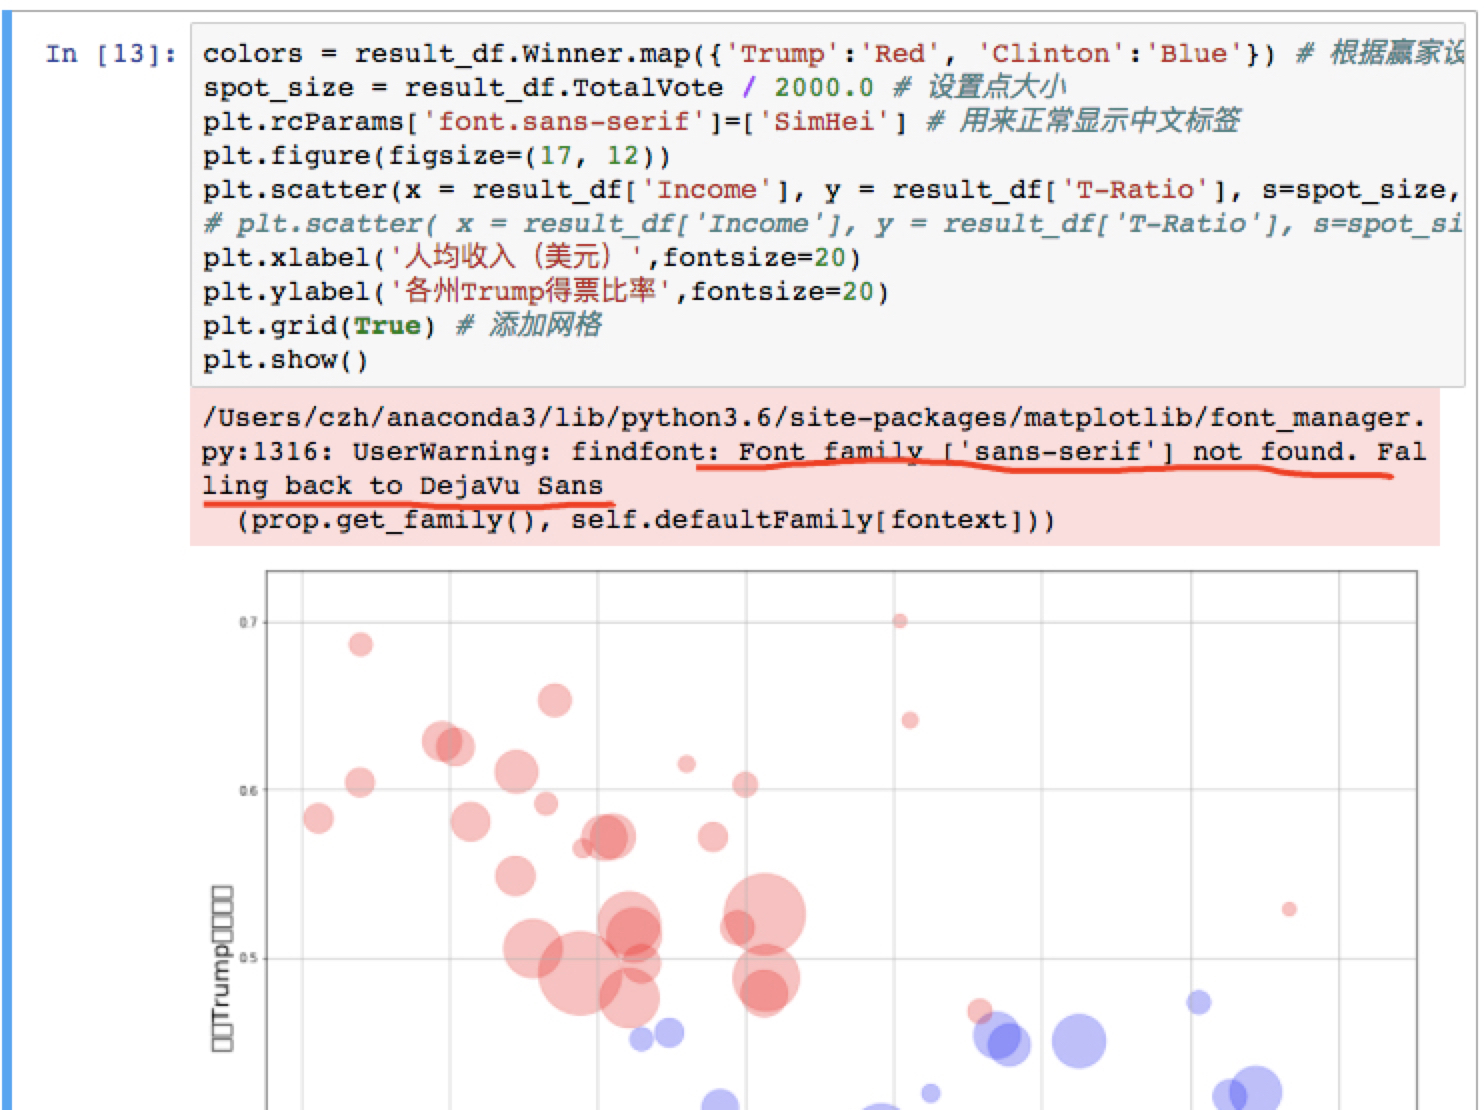 In [13]:
colors = result_df.Winner.map({'Trump':'Red', 'Clinton':'Blue'}) # 根据赢家设
spot_size = result_df.TotalVote / 2000.0 # 设置点大小
plt.rcParams['font.sans-serif']=['SimHei'] # 用来正常显示中文标签
plt.figure(figsize=(17, 12))
plt.scatter(x = result_df['Income'], y = result_df['T-Ratio'], s=spot_size,
# plt.scatter( x = result_df['Income'], y = result_df['T-Ratio'], s=spot_si
plt.xlabel('人均收入（美元）',fontsize=20)
plt.ylabel('各州Trump得票比率',fontsize=20)
plt.grid(True) # 添加网格
plt.show()
/Users/czh/anaconda3/lib/python3.6/site-packages/matplotlib/font_manager.
py:1316: UserWarning: findfont: Font family ['sans-serif'] not found. Fal
ling back to DejaVu Sans
(prop.get_family(), self.defaultFamily[fontext]))
0.7
0.6
0.5
□□Trump□□□□